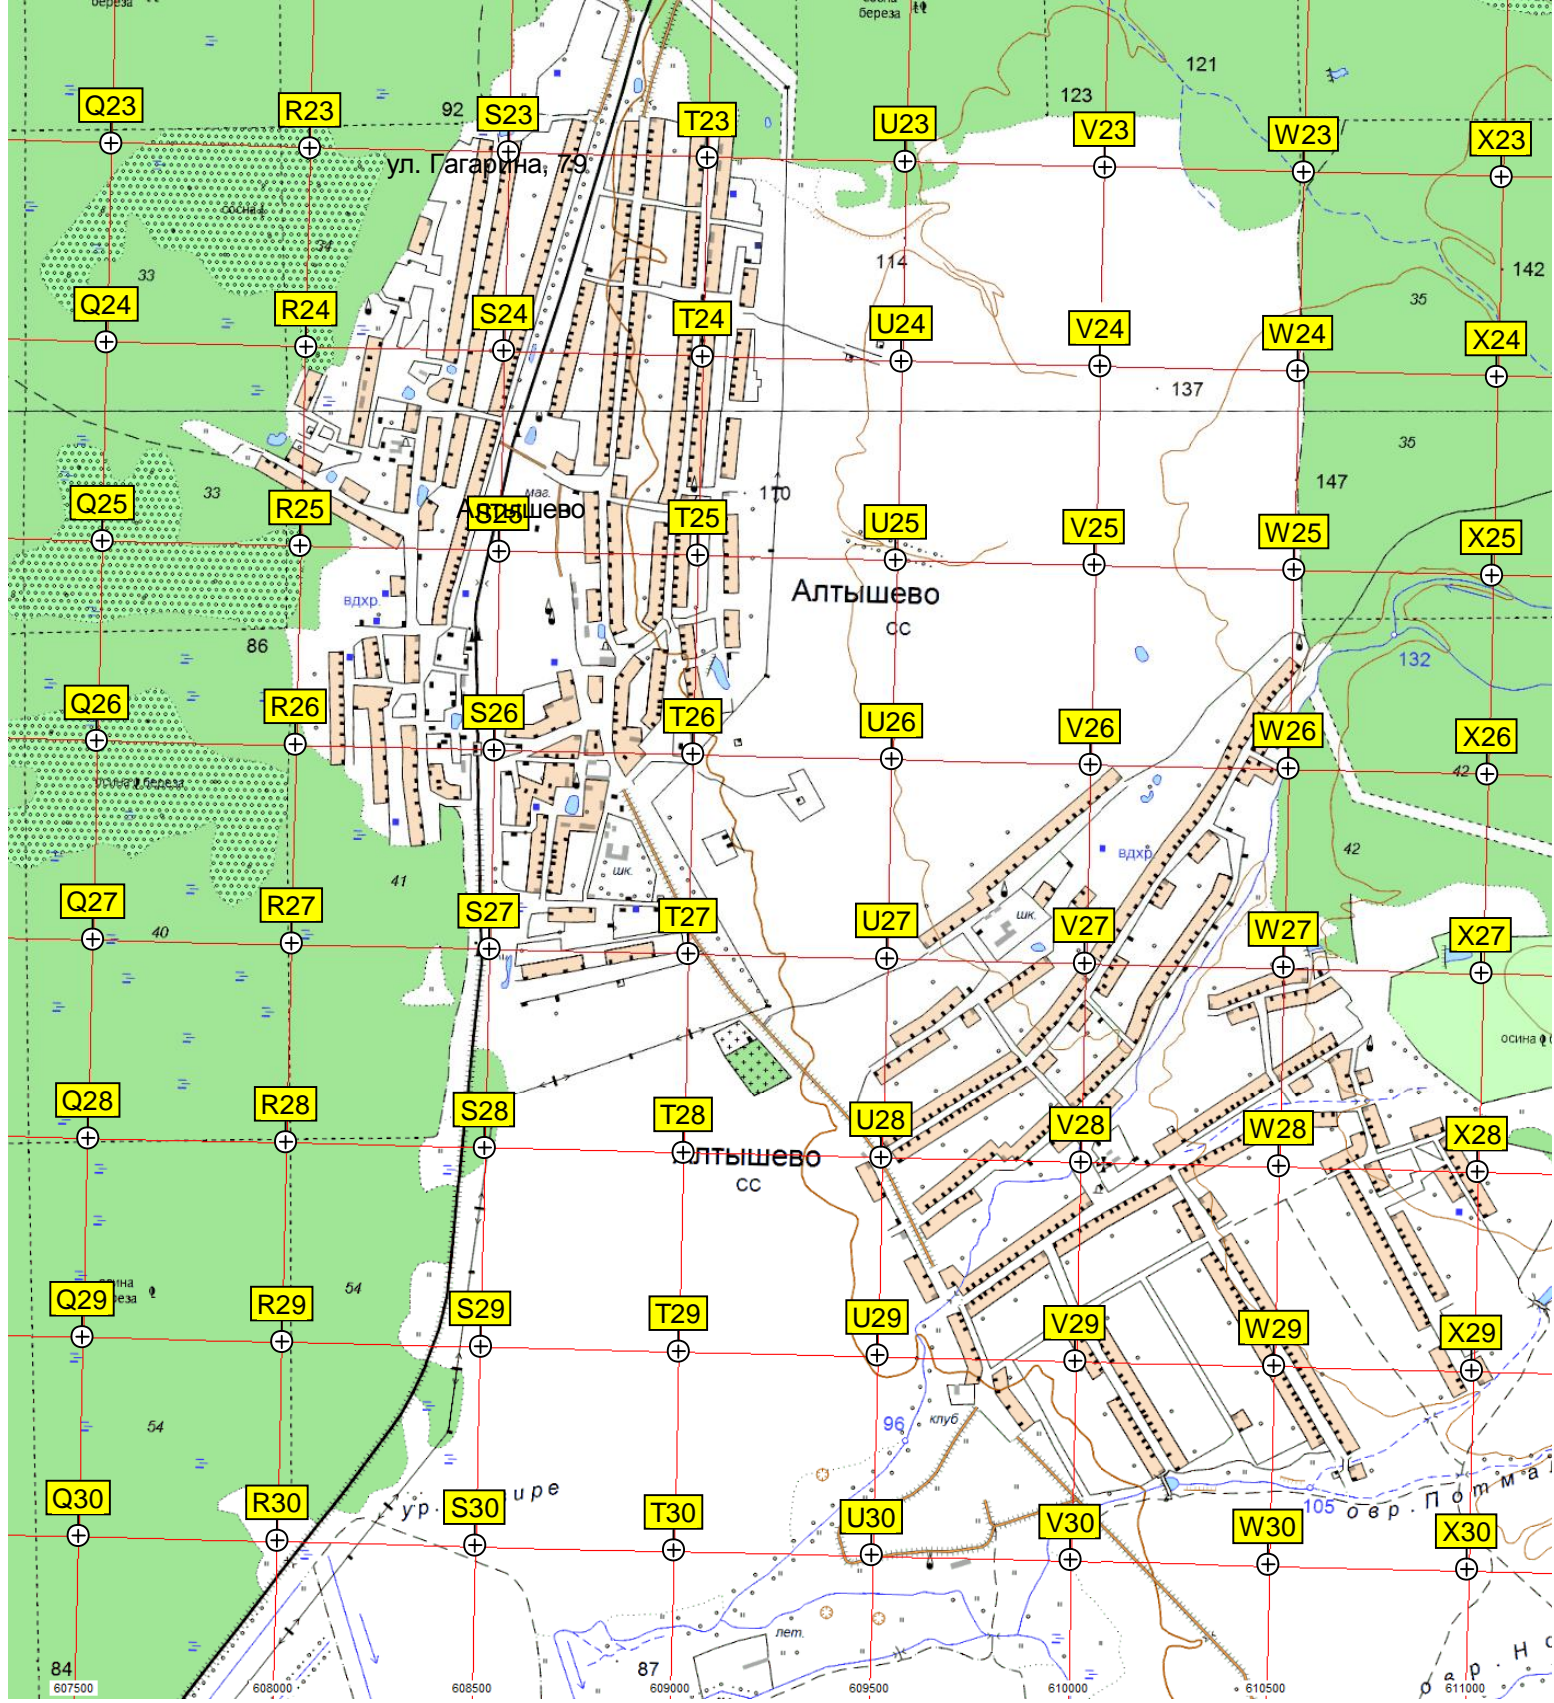 береза
береза
121
123
92
Q23
R23
S23
T23
U23
V23
W23
X23
ул. Гагарина, 79
сосна
34
33
114
142
35
Q24
R24
S24
T24
U24
V24
W24
X24
137
35
33
147
маг.
170
Q25
R25
Алтышево
S25
T25
U25
V25
W25
X25
Алтышево
сс
вдхр.
86
132
Q26
R26
S26
T26
U26
V26
W26
X26
42
береза
вдхр.
42
шк.
41
Q27
R27
S27
T27
U27
шк.
V27
W27
X27
40
осина
Q28
R28
S28
T28
U28
V28
W28
X28
Алтышево
сс
54
Q29
R29
S29
T29
U29
V29
W29
X29
54
96
клуб
Q30
R30
ур.
S30
ире
T30
U30
V30
W30
105
овр. Потма
X30
лет.
84
87
о в р . Н о
607500
608000
608500
609000
609500
610000
610500
611000